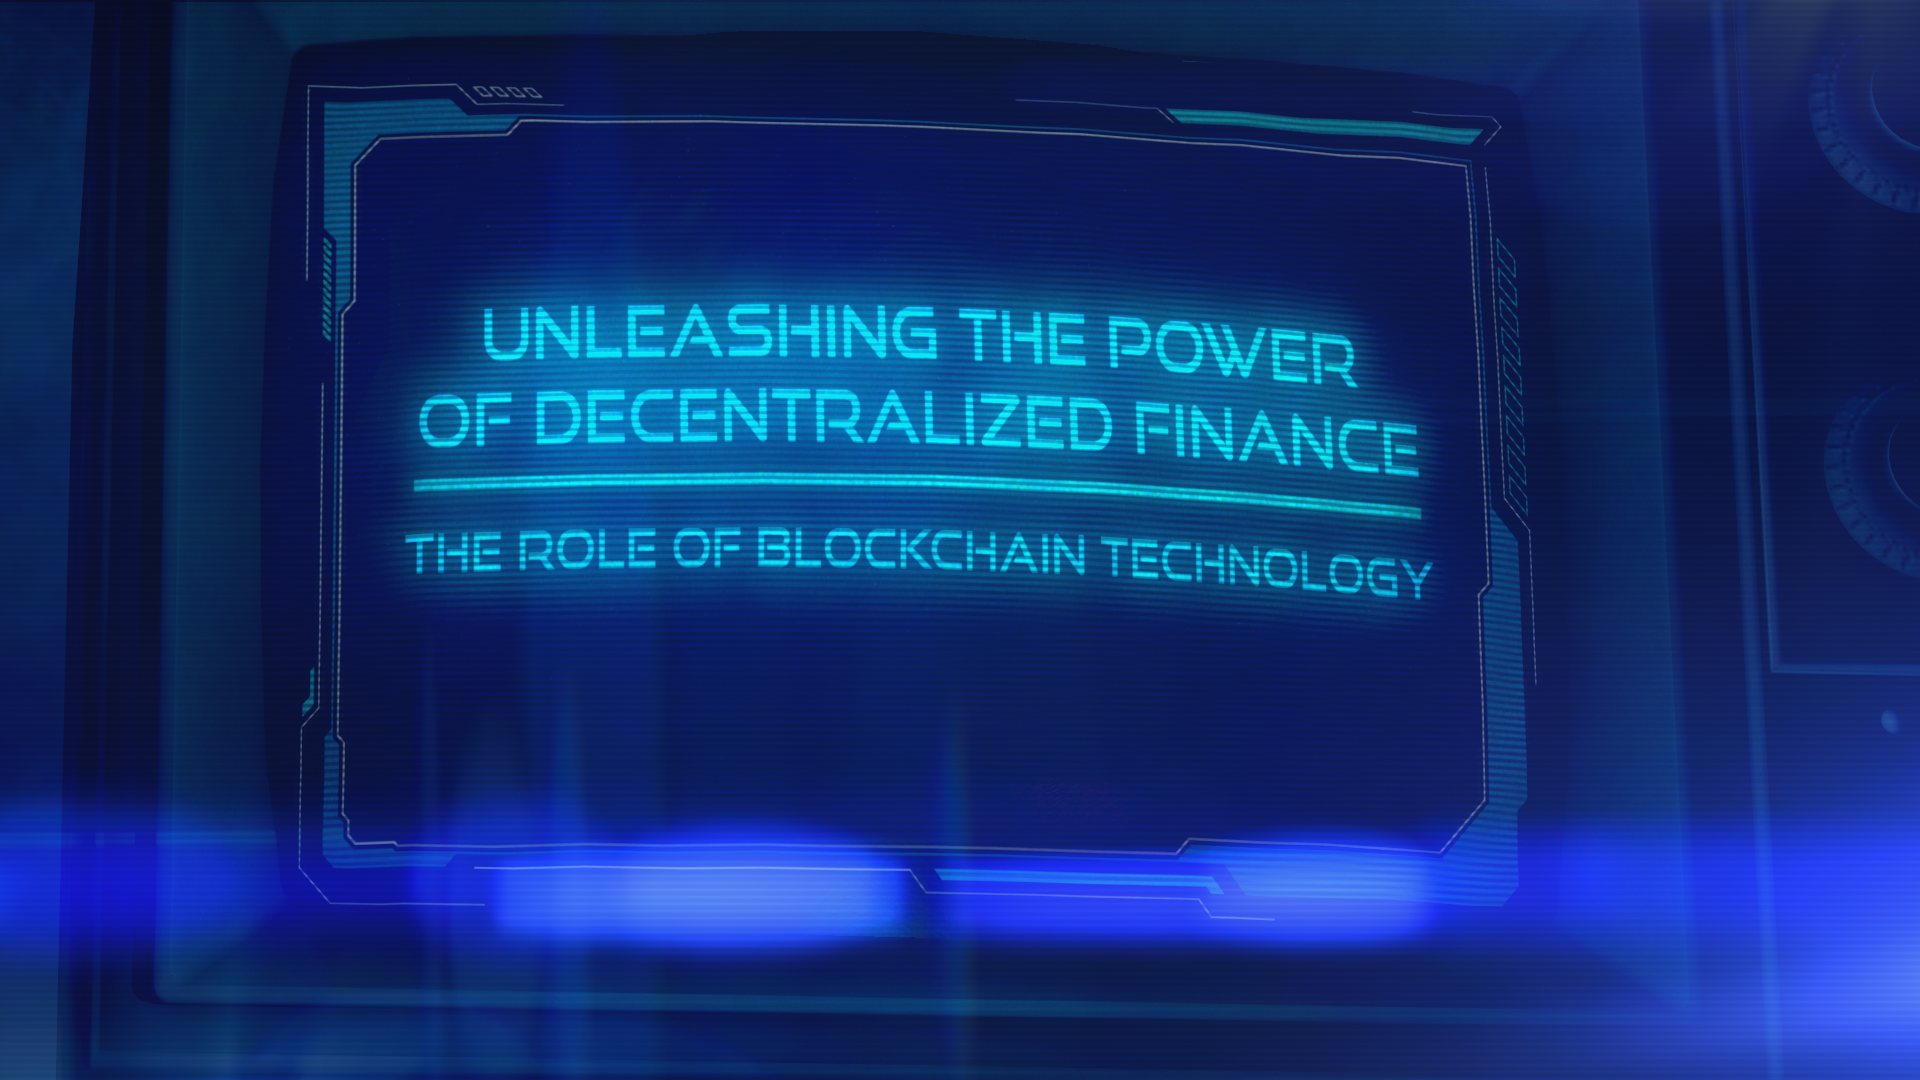 UNLEASHING THE POWER
OF DECENTRALIZED FINANCE
THE ROLE OF BLOCKCHAIN TECHNOLOGY